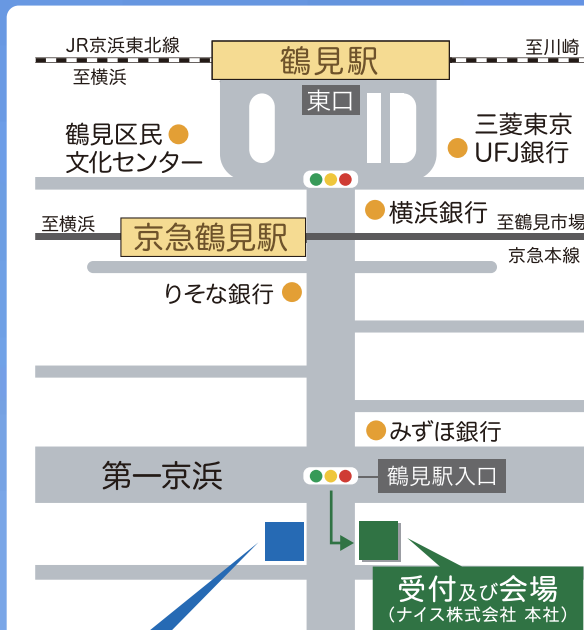 JR京浜東北線
至横浜
鶴見駅
至川崎
東口
鶴見区民
文化センター
三菱東京
UFJ銀行
横浜銀行
至横浜
京急鶴見駅
至鶴見市場
京急本線
りそな銀行
みずほ銀行
第一京浜
鶴見駅入口
受付及び会場
（ナイス株式会社 本社）